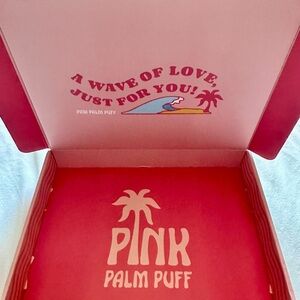 A WAVE OF LOVE,
JUST FOR YOU!
PINK PALM PUFF
PINK
PALM PUFF